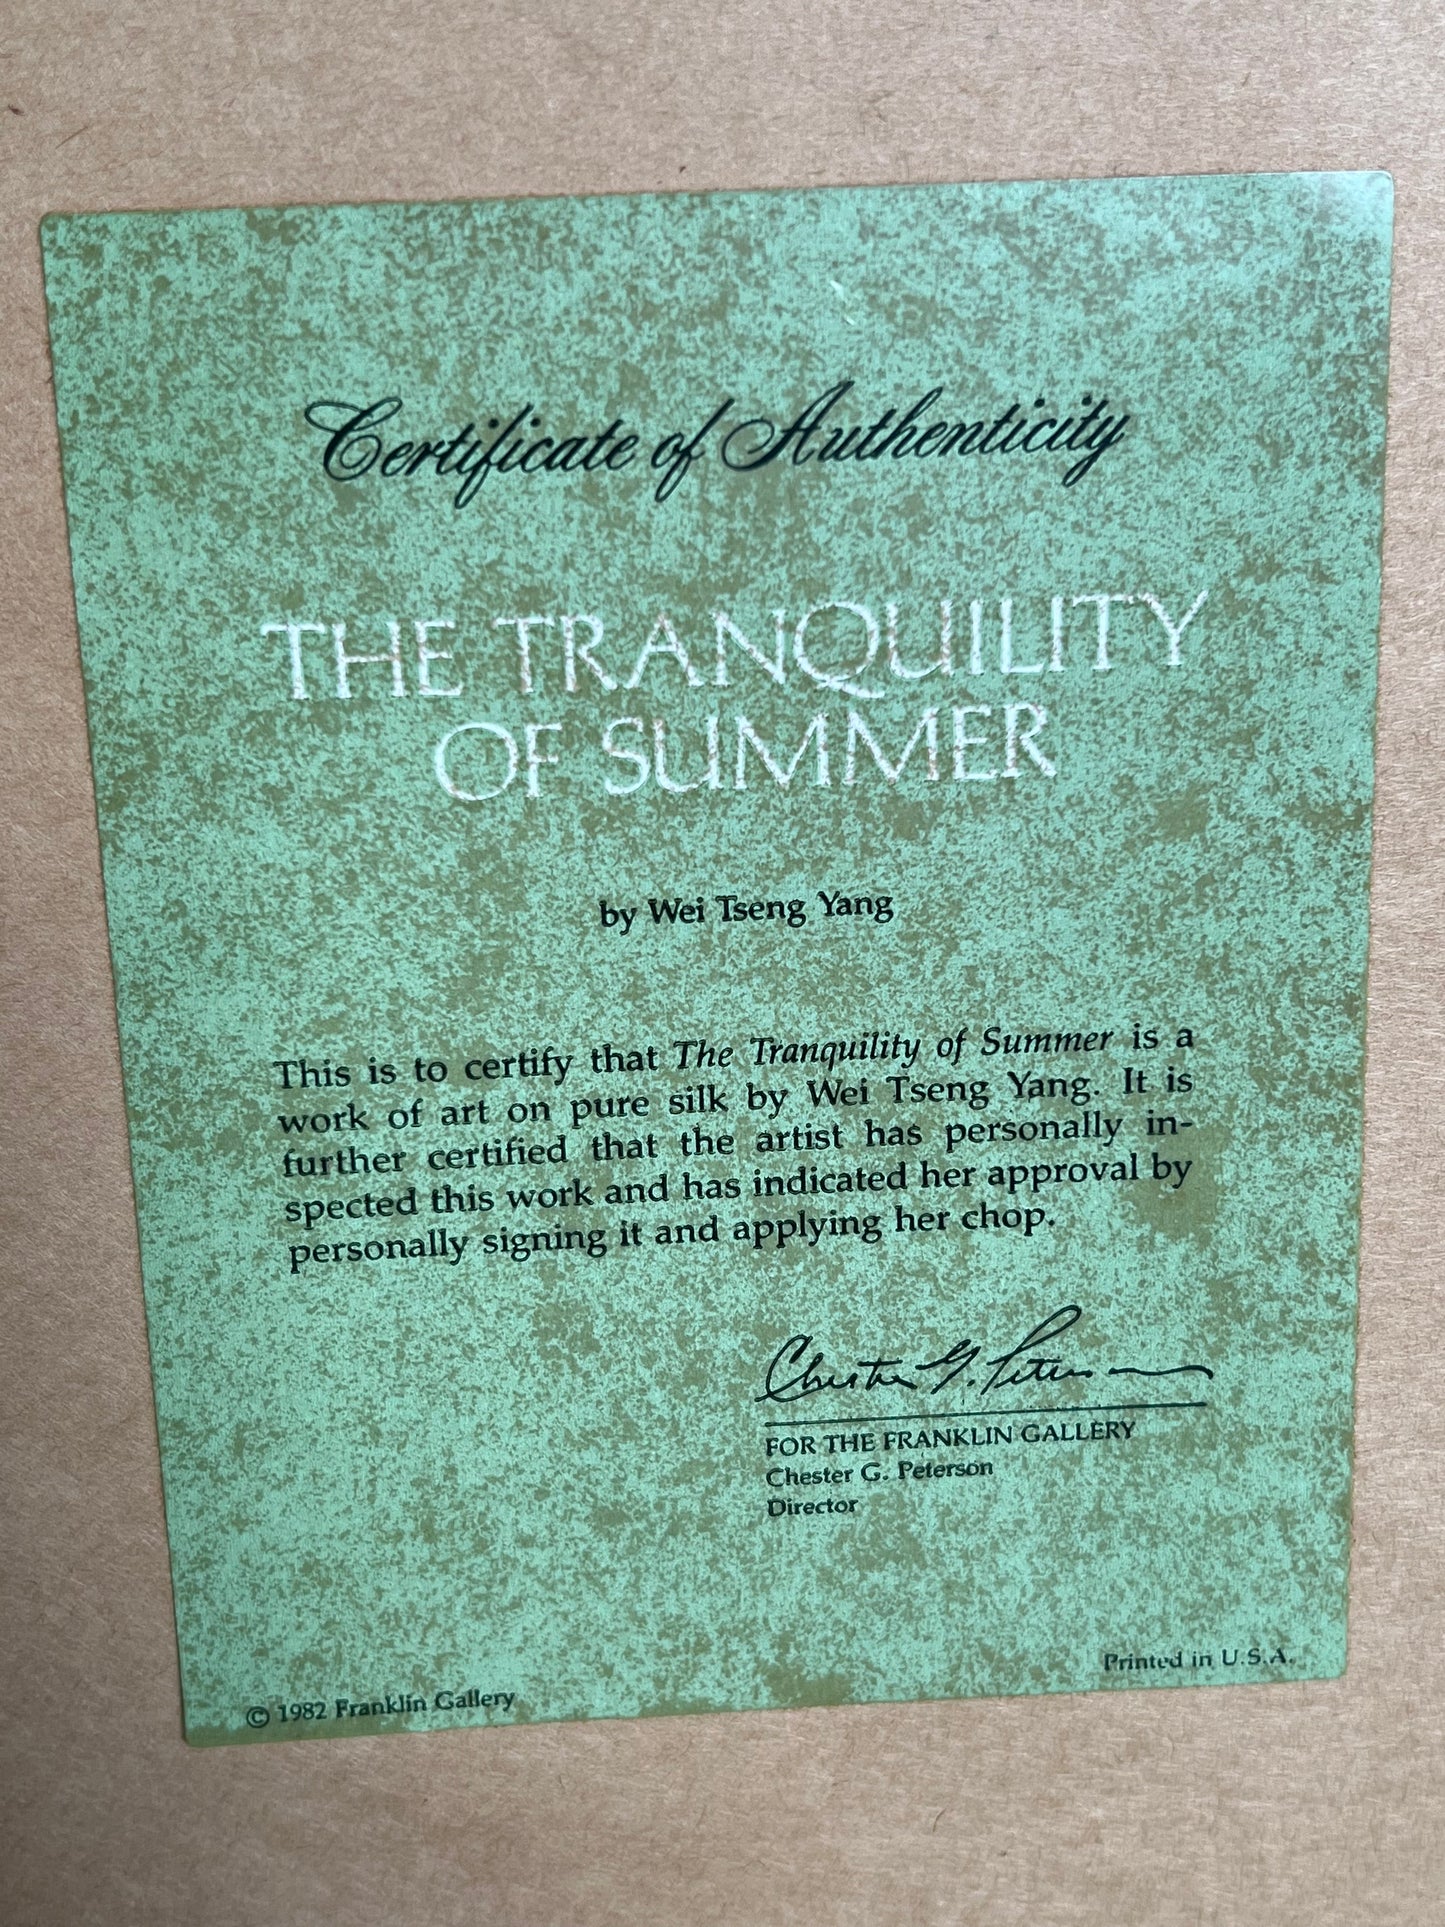 Certificate of Authenticity
THE TRANQUILITY
OF SUMMER
by Wei Tseng Yang
This is to certify that The Tranquility of Summer is a
work of art on pure silk by Wei Tseng Yang. It is
further certified that the artist has personally in-
spected this work and has indicated her approval by
personally signing it and applying her chop.
Chester G. Peterson
FOR THE FRANKLIN GALLERY
Chester G. Peterson
Director
© 1982 Franklin Gallery
Printed in U.S.A.